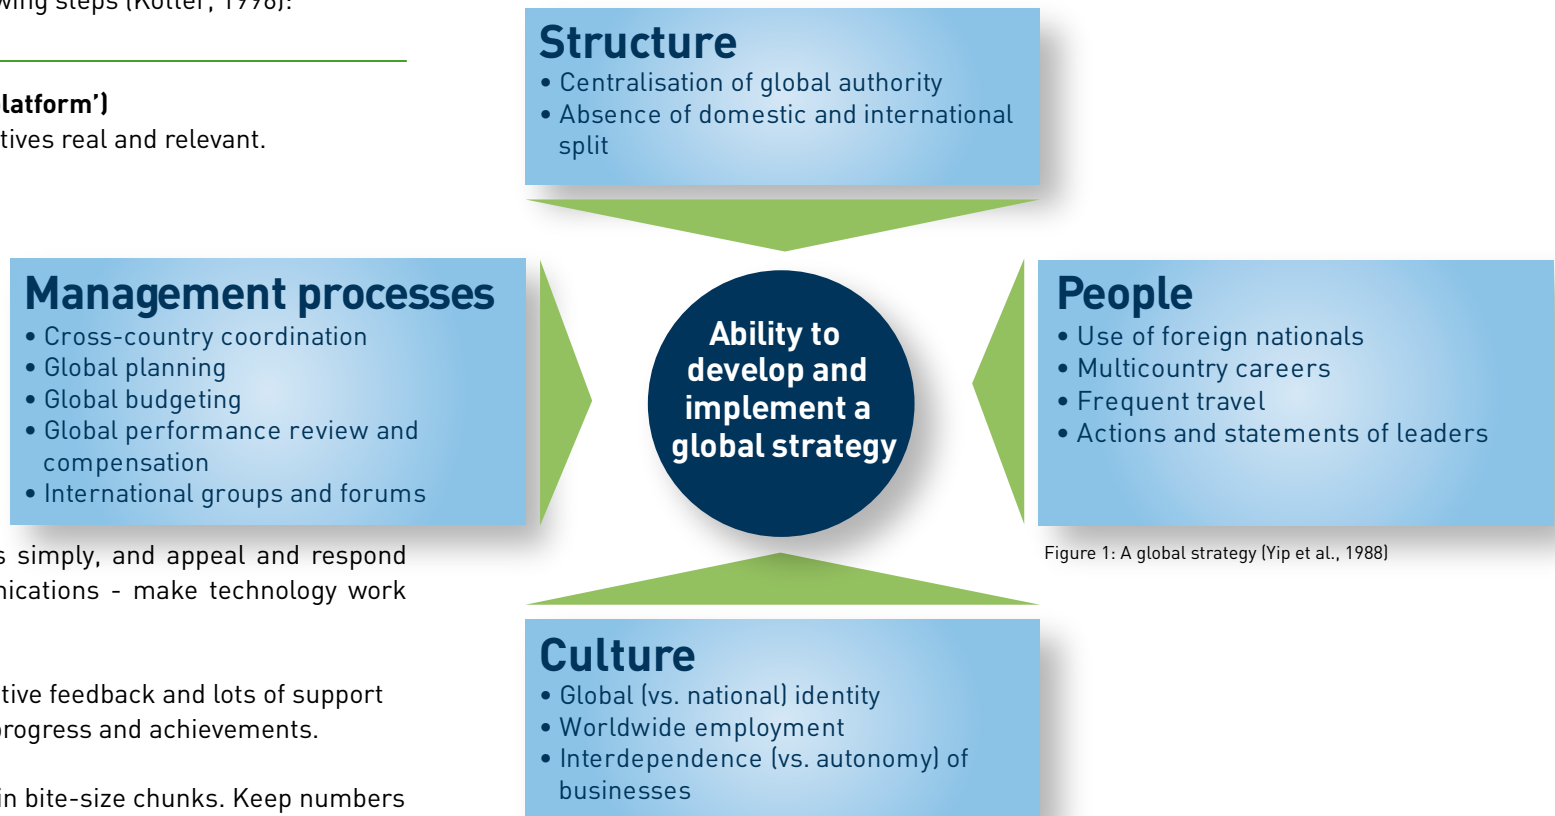 wing steps (Kotter, 1996):
latform’)
tives real and relevant.
Structure
• Centralisation of global authority
• Absence of domestic and international
split
Management processes
• Cross-country coordination
• Global planning
• Global budgeting
• Global performance review and
compensation
• International groups and forums
Ability to
develop and
implement a
global strategy
People
• Use of foreign nationals
• Multicountry careers
• Frequent travel
• Actions and statements of leaders
Figure 1: A global strategy (Yip et al., 1988)
s simply, and appeal and respond
nications - make technology work
tive feedback and lots of support
progress and achievements.
in bite-size chunks. Keep numbers
Culture
• Global (vs. national) identity
• Worldwide employment
• Interdependence (vs. autonomy) of
businesses